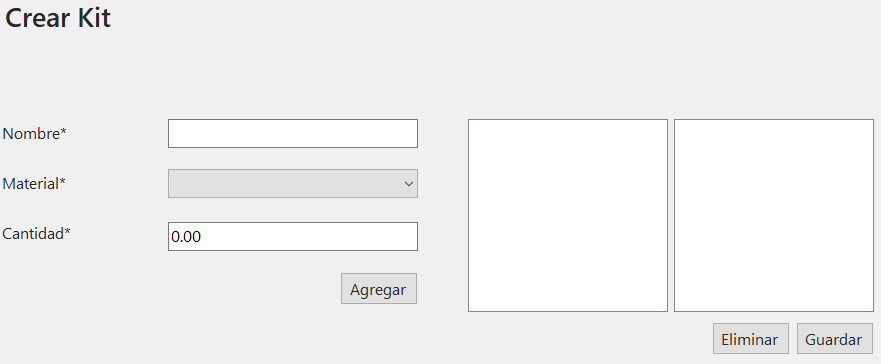 Crear Kit
Nombre*
Material*
Cantidad*
0.00
Agregar
Eliminar
Guardar